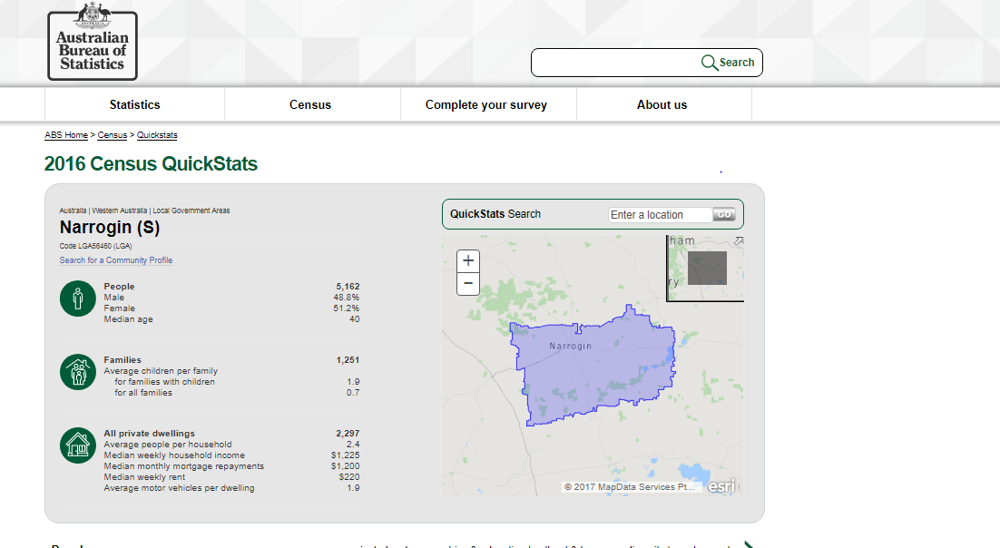 AUSTRALIA
Australian
Bureau of
Statistics
Search
Statistics
Census
Complete your survey
About us
ABS Home > Census > Quickstats
2016 Census QuickStats
Australia | Western Australia | Local Government Areas
Narrogin (S)
Code LGA56460 (LGA)
Search for a Community Profile
People 5,162
Male 48.8%
Female 51.2%
Median age 40
Families 1,251
Average children per family
for families with children 1.9
for all families 0.7
All private dwellings 2,297
Average people per household 2.4
Median weekly household income $1,225
Median monthly mortgage repayments $1,200
Median weekly rent $220
Average motor vehicles per dwelling 1.9
QuickStats Search
Enter a location
GO
+
−
ham
ry
Narrogin
© 2017 MapData Services Pt...
esri